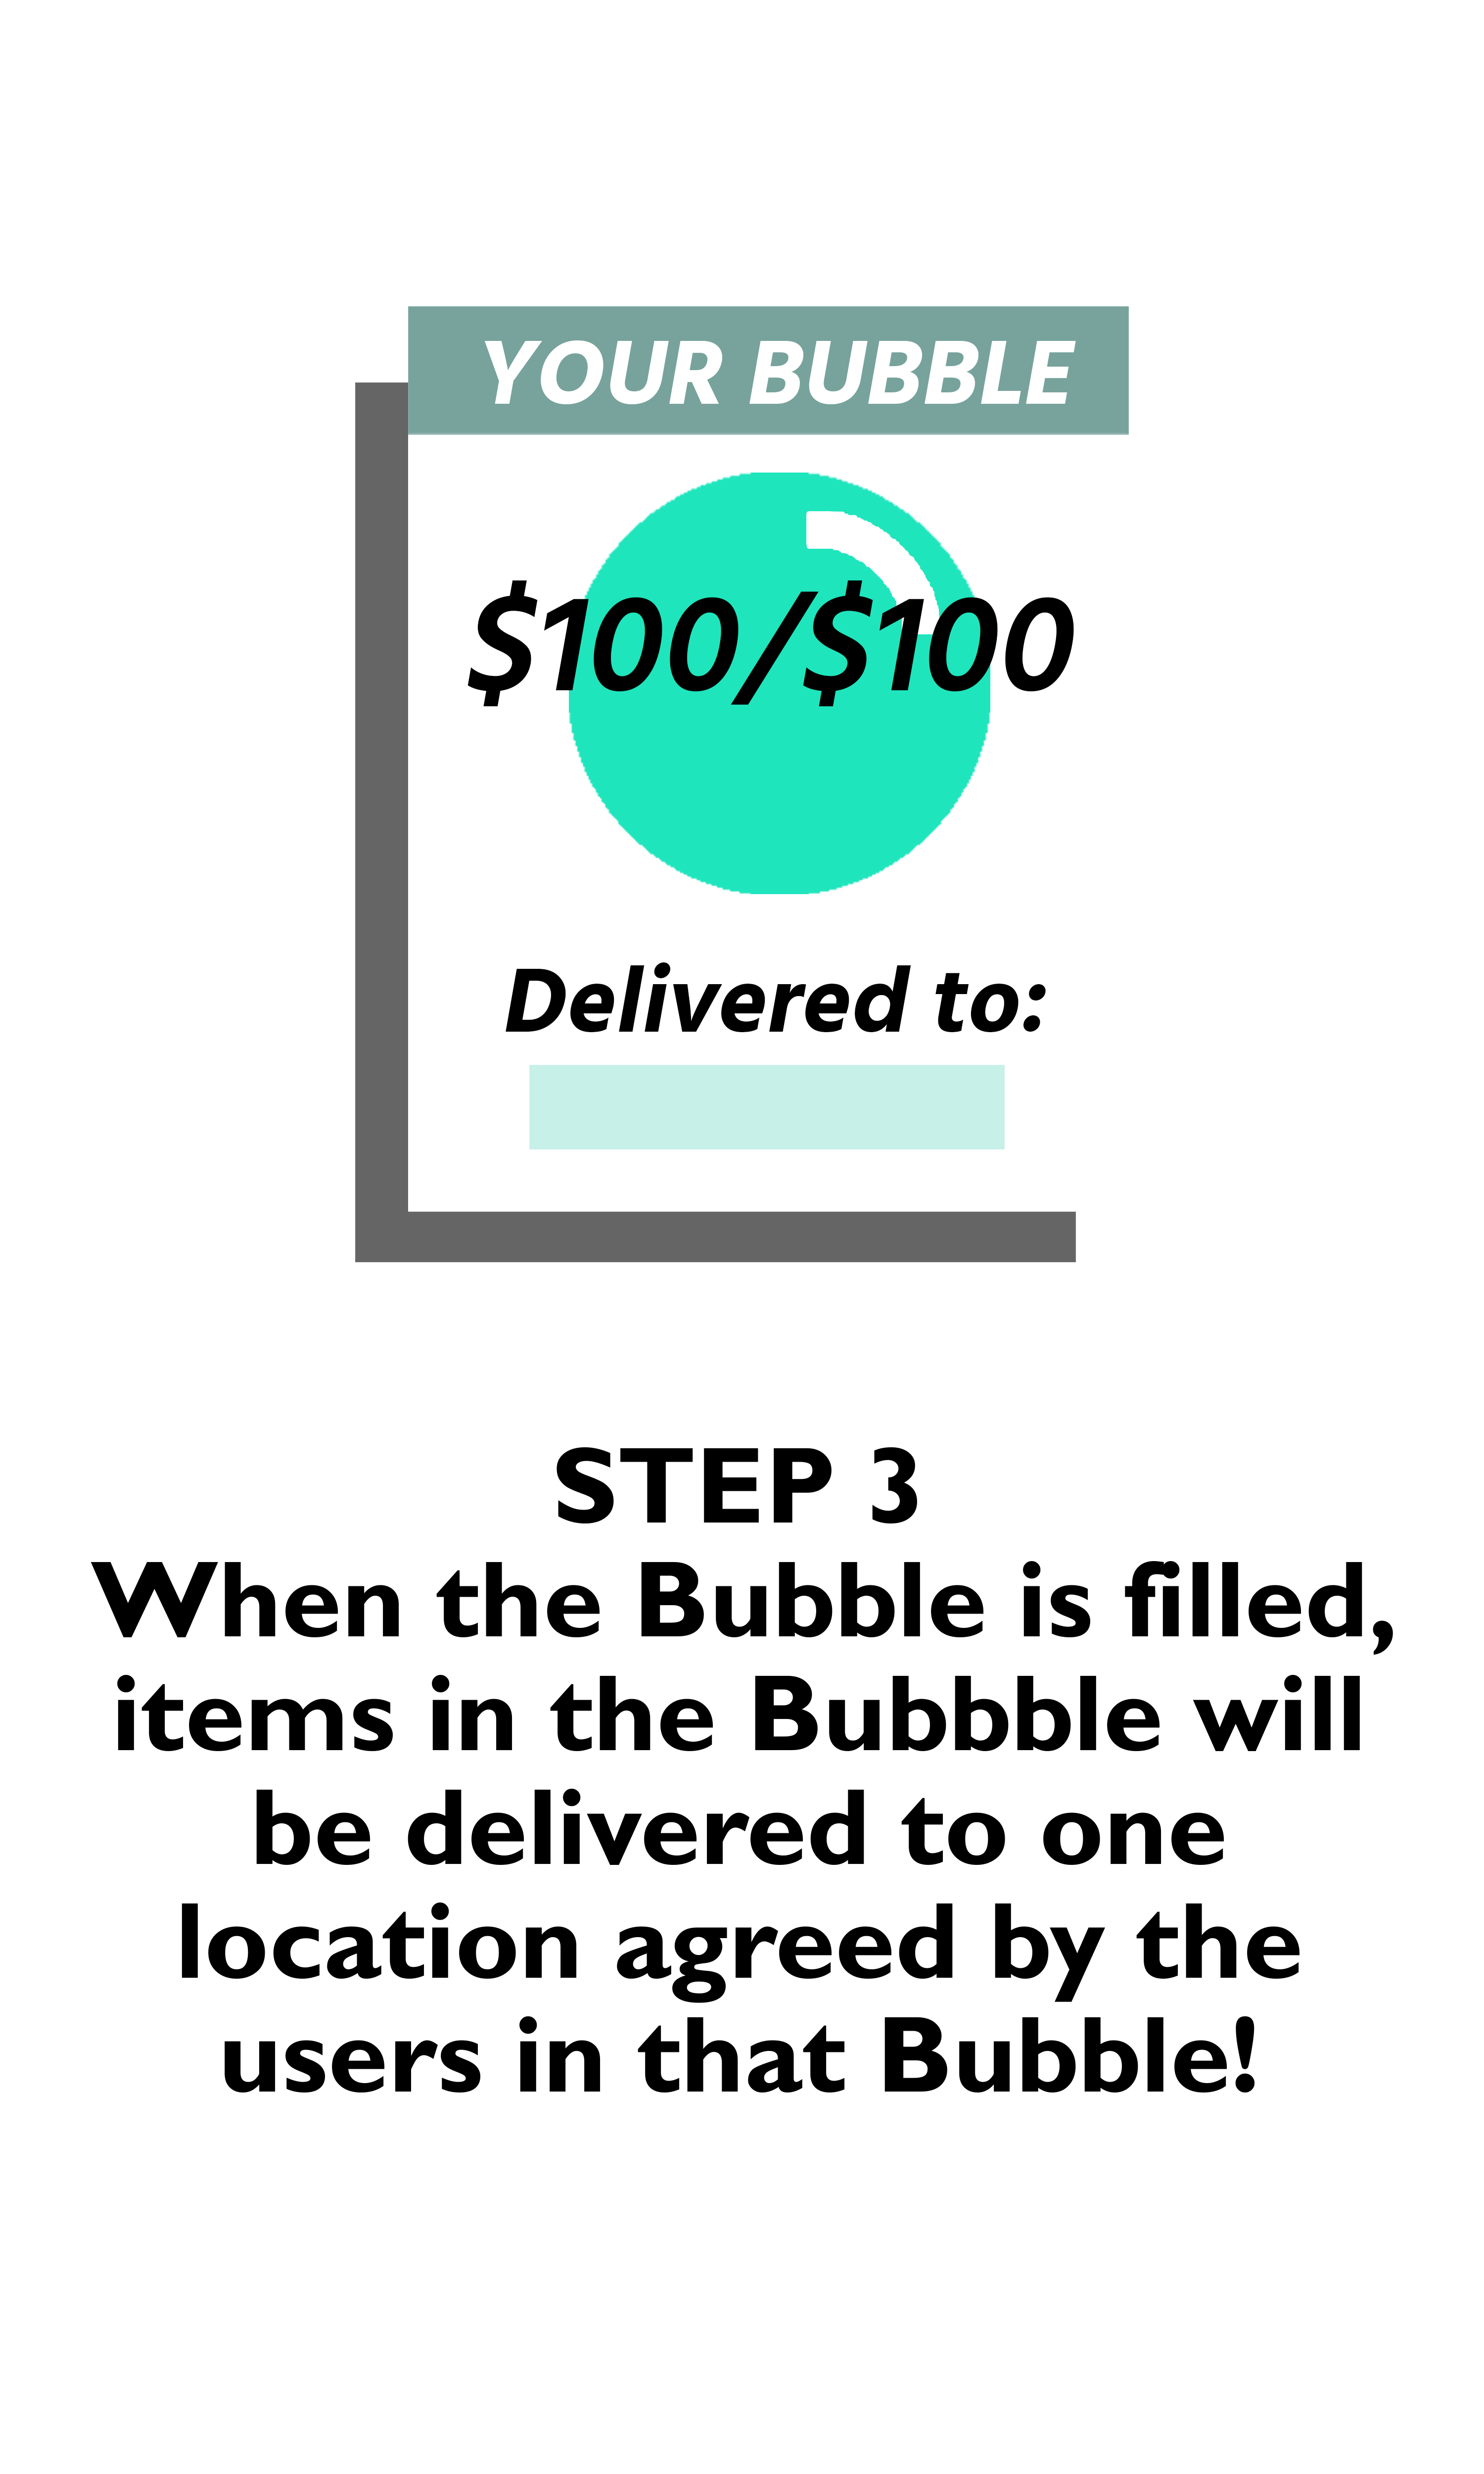 YOUR BUBBLE
$100/$100
Delivered to:
STEP 3
When the Bubble is filled,
items in the Bubbble will
be delivered to one
location agreed by the
users in that Bubble!